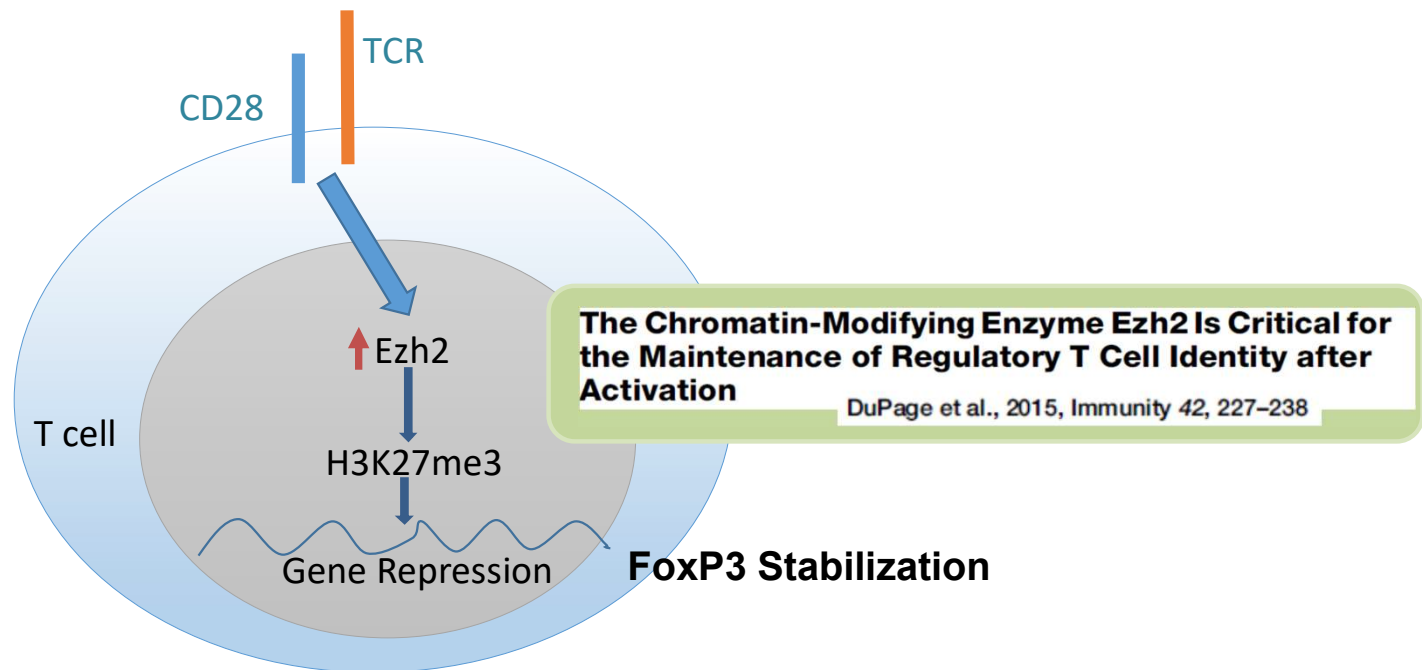 TCR
CD28
Ezh2
The Chromatin-Modifying Enzyme Ezh2 Is Critical for
the Maintenance of Regulatory T Cell Identity after
Activation
DuPage et al., 2015, Immunity 42, 227–238
T cell
H3K27me3
Gene Repression
FoxP3 Stabilization